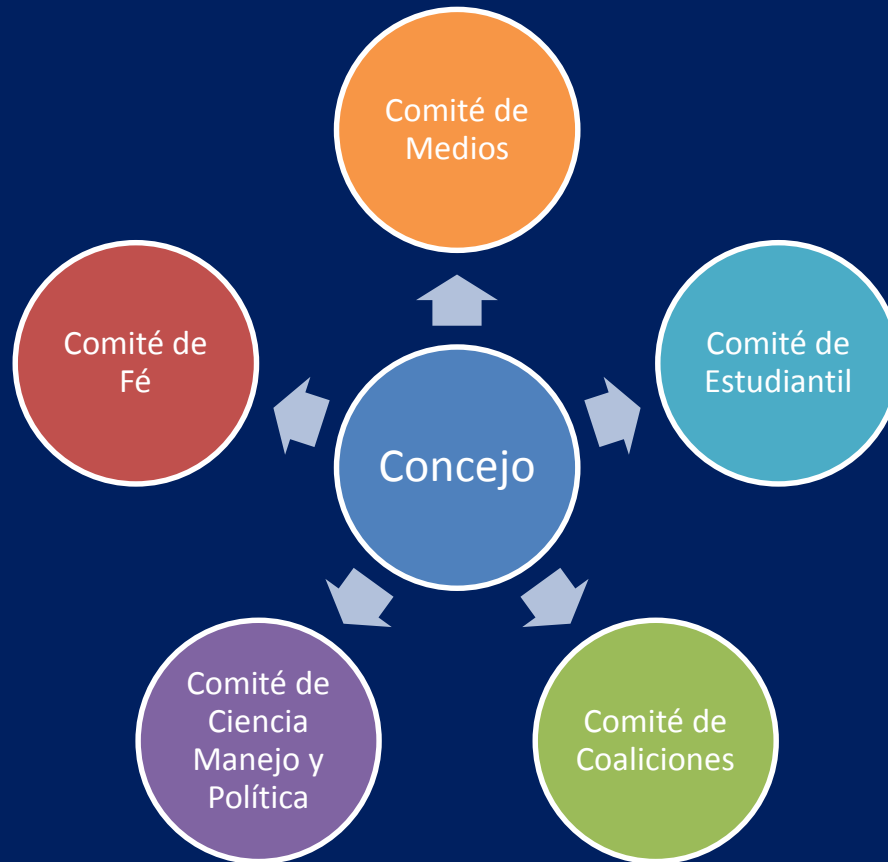 Comité de
Medios
Comité de
Fé
Comité de
Estudiantil
Concejo
Comité de
Ciencia
Manejo y
Política
Comité de
Coaliciones